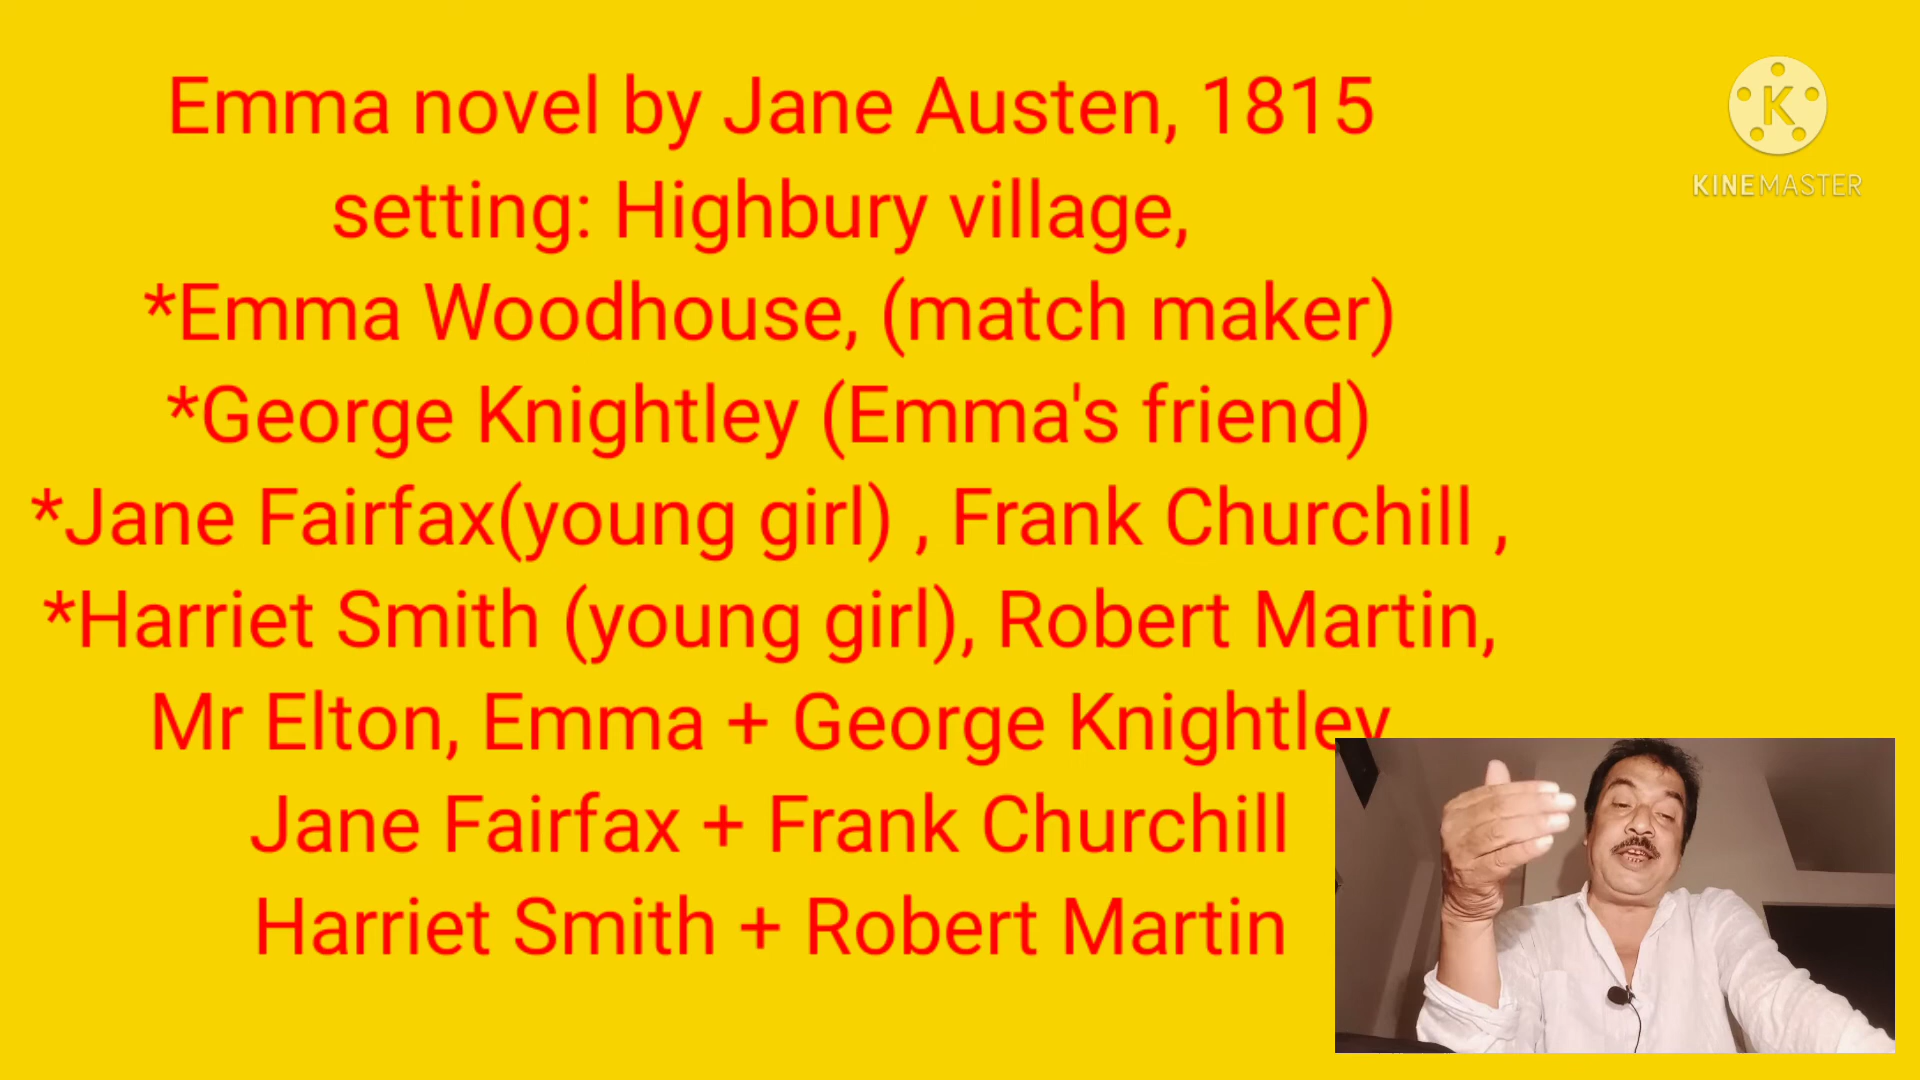 Emma novel by Jane Austen, 1815
setting: Highbury village,
*Emma Woodhouse, (match maker)
*George Knightley (Emma's friend)
*Jane Fairfax(young girl) , Frank Churchill ,
*Harriet Smith (young girl), Robert Martin,
Mr Elton, Emma + George Knightley
Jane Fairfax + Frank Churchill
Harriet Smith + Robert Martin
K
KINEMASTER